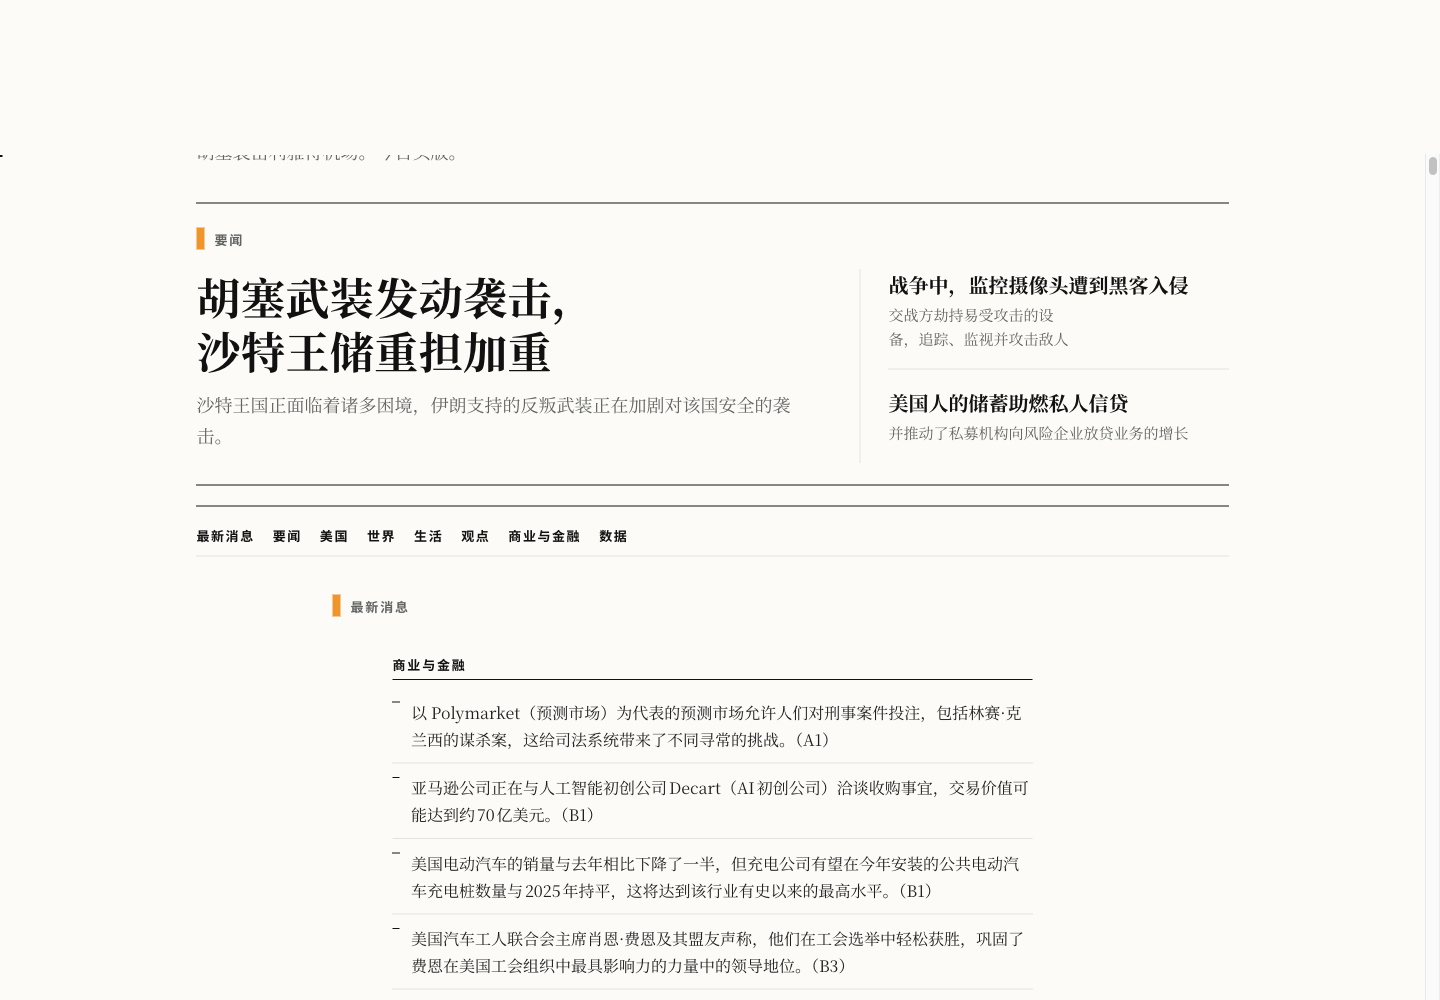 要闻
胡塞武装发动袭击，
沙特王储重担加重
沙特王国正面临着诸多困境，伊朗支持的反叛武装正在加剧对该国安全的袭
击。
战争中，监控摄像头遭到黑客入侵
交战方劫持易受攻击的设
备，追踪、监视并攻击敌人
美国人的储蓄助燃私人信贷
并推动了私募机构向风险企业放贷业务的增长
最新消息 要闻 美国 世界 生活 观点 商业与金融 数据
最新消息
商业与金融
以 Polymarket（预测市场）为代表的预测市场允许人们对刑事案件投注，包括林赛·克
兰西的谋杀案，这给司法系统带来了不同寻常的挑战。（A1）
亚马逊公司正在与人工智能初创公司 Decart（AI 初创公司）洽谈收购事宜，交易价值可
能达到约 70 亿美元。（B1）
美国电动汽车的销量与去年相比下降了一半，但充电公司有望在今年安装的公共电动汽
车充电桩数量与 2025 年持平，这将达到该行业有史以来的最高水平。（B1）
美国汽车工人联合会主席肖恩·费恩及其盟友声称，他们在工会选举中轻松获胜，巩固了
费恩在美国工会组织中最具影响力的力量中的领导地位。（B3）